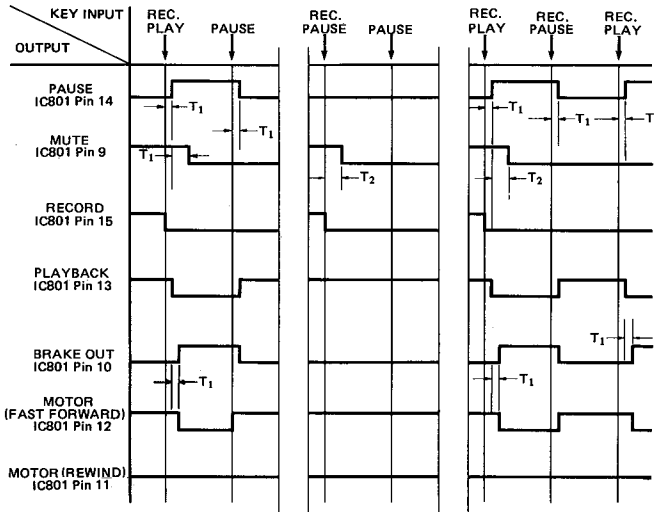 KEY INPUT
OUTPUT
REC. PLAY
PAUSE
REC. PAUSE
PAUSE
REC. PLAY
REC. PAUSE
REC. PLAY
PAUSE
IC801 Pin 14
T1
T1
T1
T1
T
MUTE
IC801 Pin 9
T1
T2
T2
RECORD
IC801 Pin 15
PLAYBACK
IC801 Pin 13
T1
BRAKE OUT
IC801 Pin 10
T1
T1
MOTOR
(FAST FORWARD)
IC801 Pin 12
MOTOR (REWIND)
IC801 Pin 11